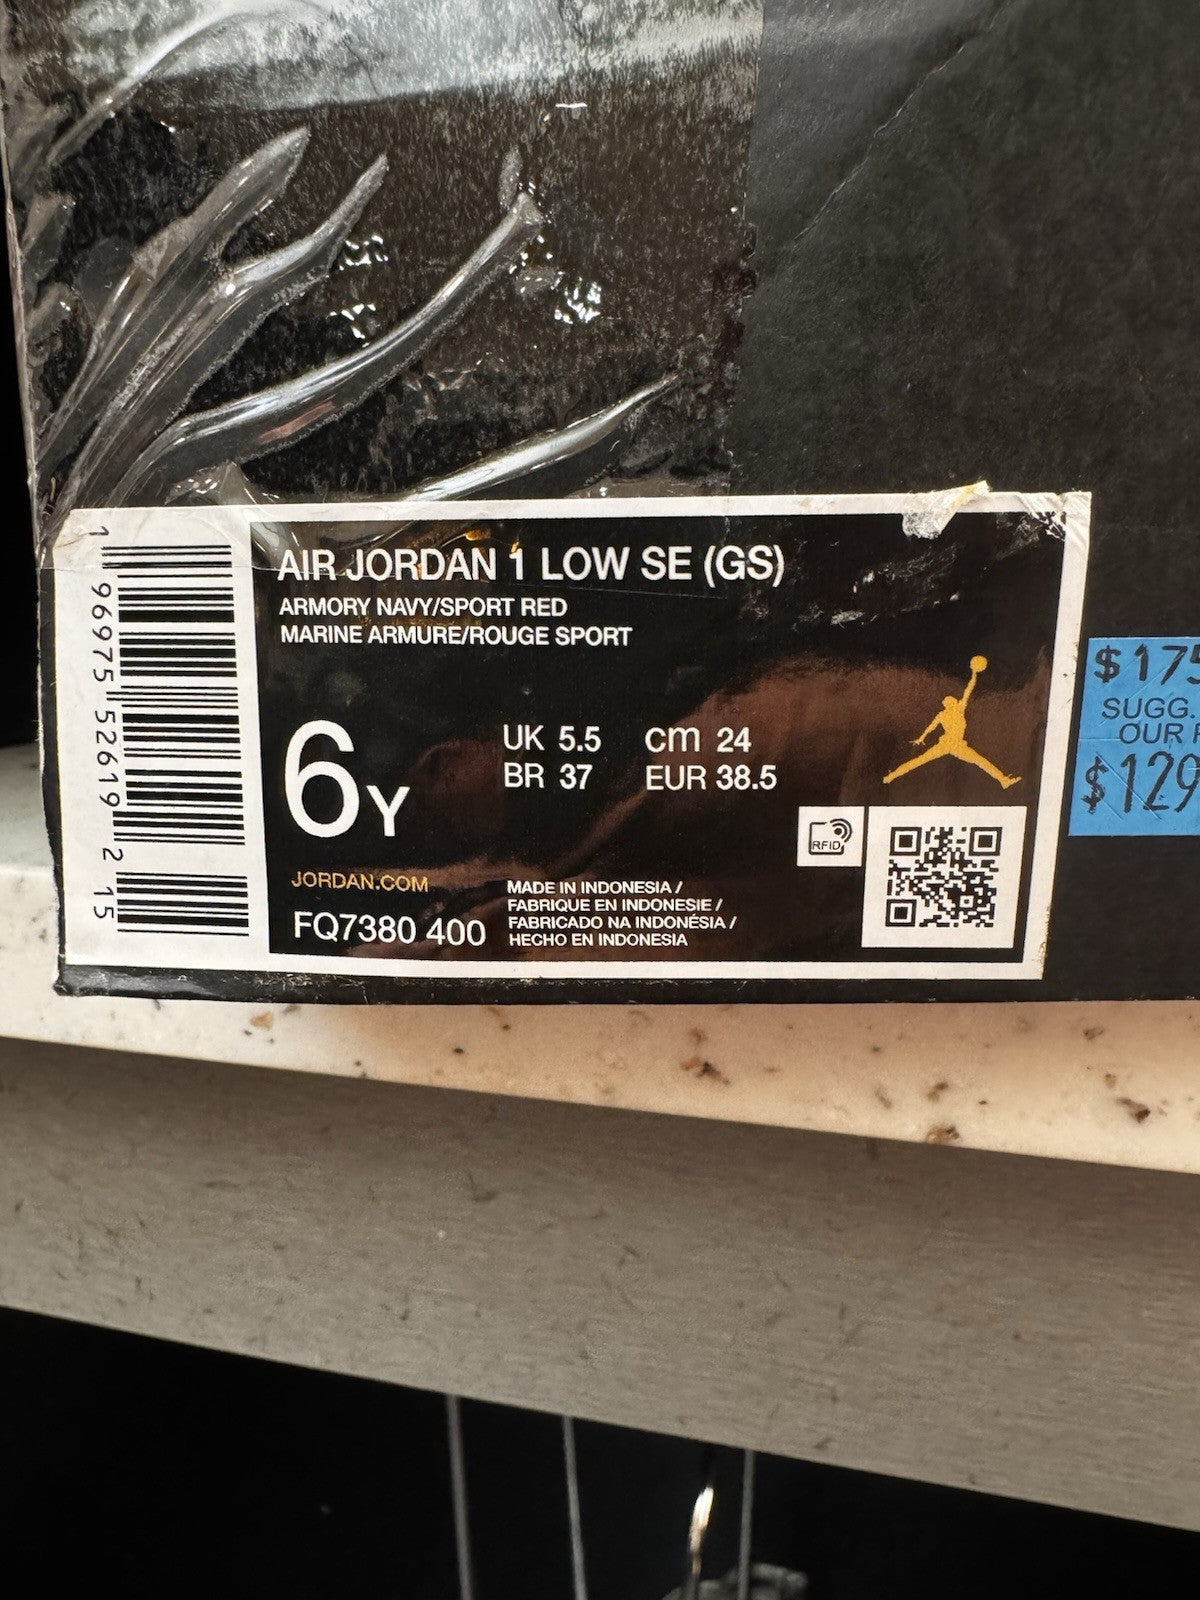 1 96975 52619 2 15
AIR JORDAN 1 LOW SE (GS)
ARMORY NAVY/SPORT RED
MARINE ARMURE/ROUGE SPORT
6Y
UK 5.5 cm 24
BR 37 EUR 38.5
RFID
JORDAN.COM
FQ7380 400
MADE IN INDONESIA /
FABRIQUE EN INDONESIE /
FABRICADO NA INDONÉSIA /
HECHO EN INDONESIA
$175
SUGG.
OUR
$129